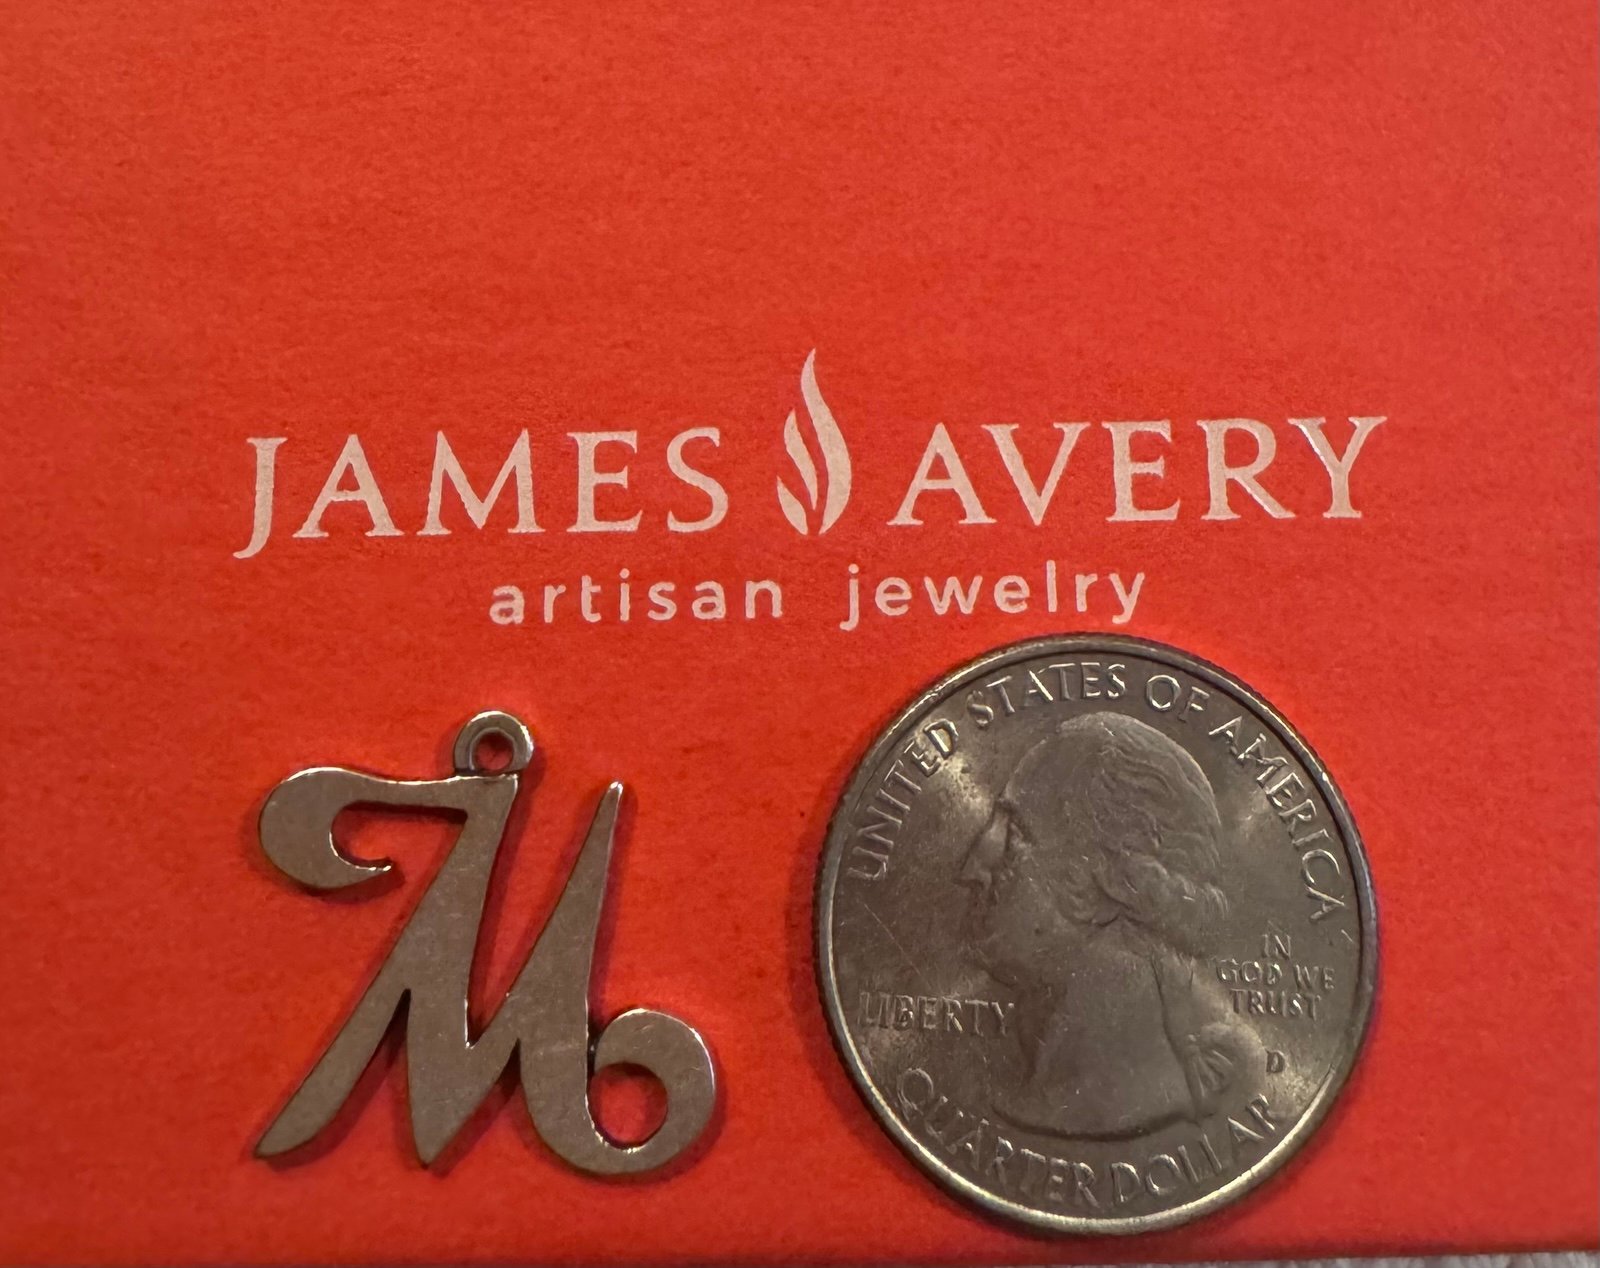 JAMES AVERY
artisan jewelry
M
UNITED STATES OF AMERICA
LIBERTY
IN
GOD WE
TRUST
D
QUARTER DOLLAR